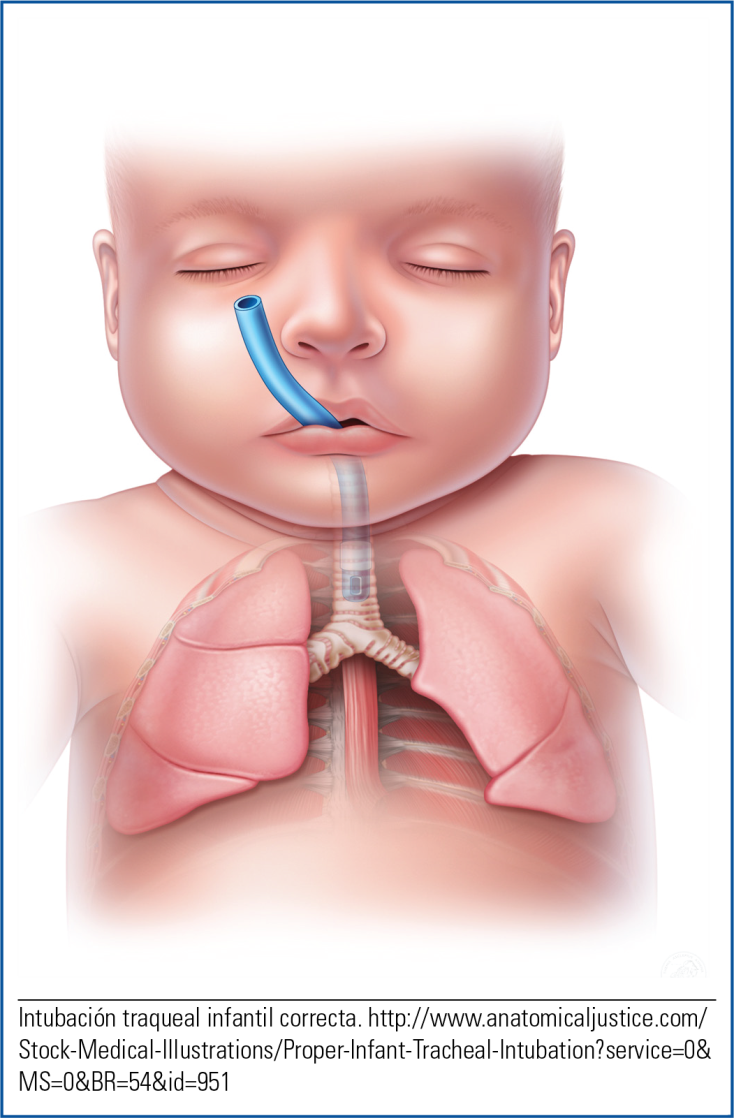 Intubación traqueal infantil correcta. http://www.anatomicaljustice.com/
Stock-Medical-Illustrations/Proper-Infant-Tracheal-Intubation?service=0&
MS=0&BR=54&id=951